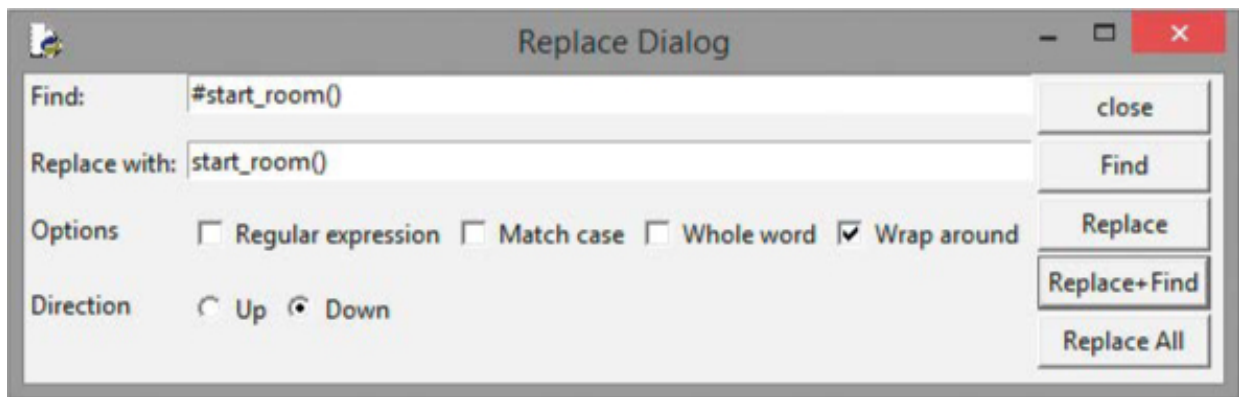 Replace Dialog
Find: #start_room() close
Replace with: start_room() Find
Options Regular expression Match case Whole word Wrap around Replace
Replace+Find
Direction Up Down
Replace All